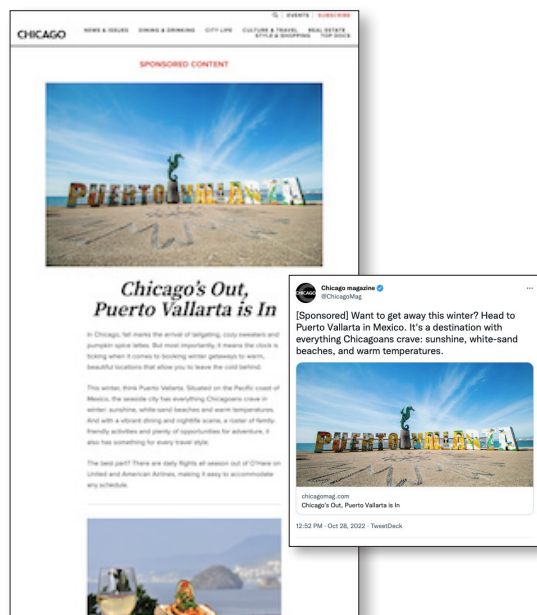 EVENTS | SUBSCRIBE
CHICAGO
NEWS & ISSUES DINING & DRINKING CITY LIFE CULTURE & TRAVEL REAL ESTATE
STYLE & SHOPPING TOP DOCS
SPONSORED CONTENT
PUERTO VALLARTA
Chicago's Out,
Puerto Vallarta is In
In Chicago, fall marks the arrival of tailgating, cozy sweaters and
pumpkin spice lattes. But most importantly, it means the clock is
ticking when it comes to booking winter getaways to warm,
beautiful locations that allow you to leave the cold behind.
This winter, think Puerto Vallarta. Situated on the Pacific coast of
Mexico, the seaside city has everything Chicagoans crave in
winter: sunshine, white-sand beaches and warm temperatures.
And with a vibrant dining and nightlife scene, a roster of family-
friendly activities and plenty of opportunities for adventure, it
also has something for every travel style.
The best part? There are daily flights all season out of O'Hare on
United and American Airlines, making it easy to accommodate
any schedule.
CHICAGO
Chicago magazine
@ChicagoMag
...
[Sponsored] Want to get away this winter? Head to
Puerto Vallarta in Mexico. It's a destination with
everything Chicagoans crave: sunshine, white-sand
beaches, and warm temperatures.
PUERTO VALLARTA
chicagomag.com
Chicago's Out, Puerto Vallarta is In
12:52 PM · Oct 28, 2022 · TweetDeck